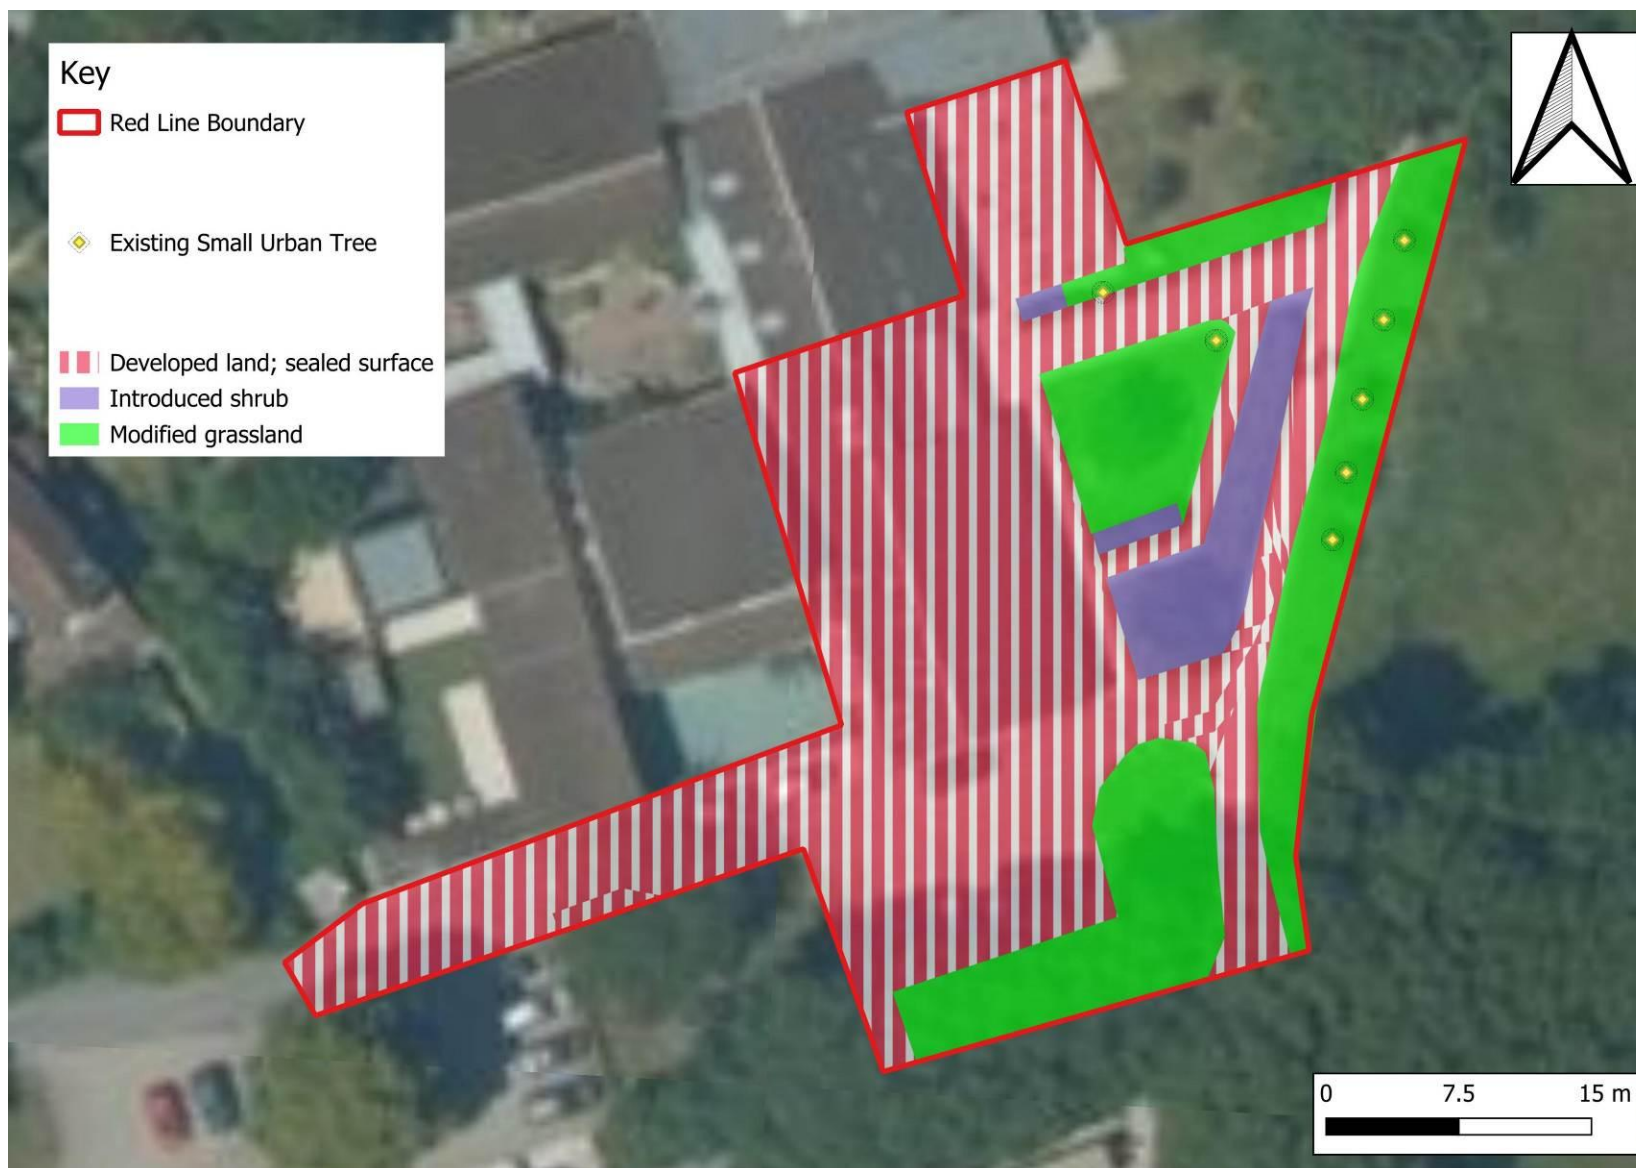 Key
Red Line Boundary
Existing Small Urban Tree
Developed land; sealed surface
Introduced shrub
Modified grassland
0 7.5 15 m